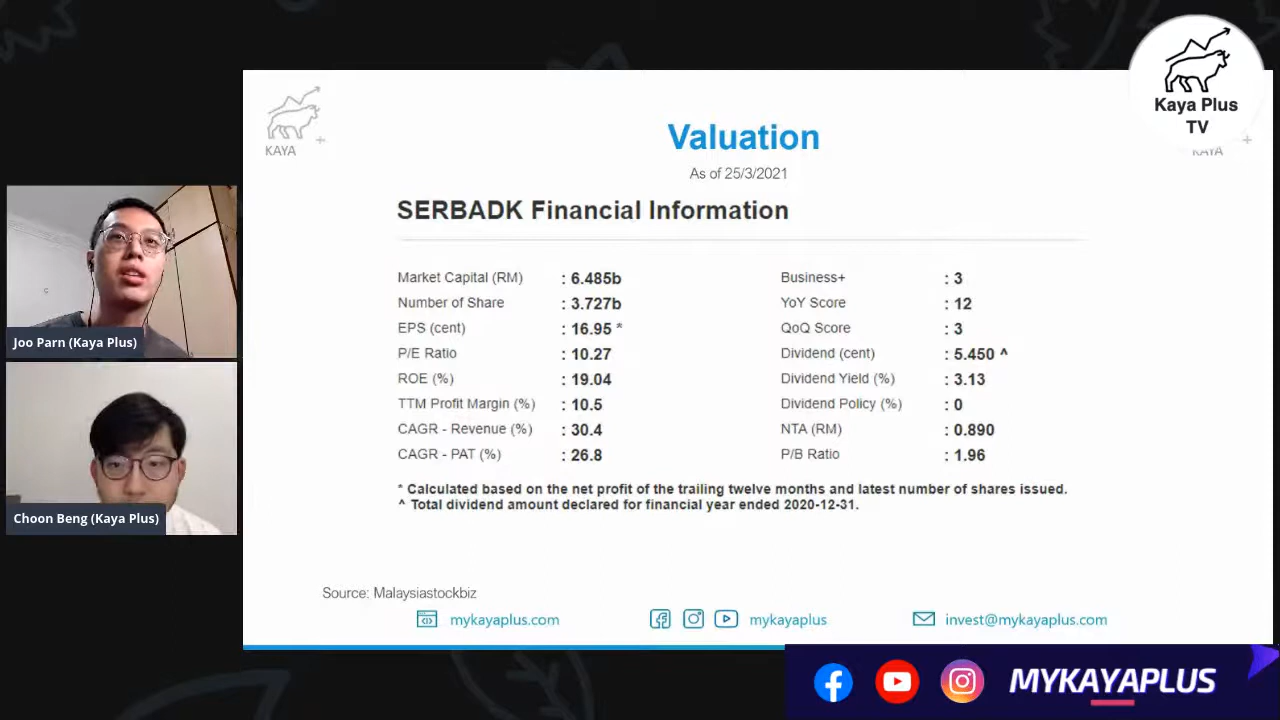 Kaya Plus
TV
KAYA
KAYA
Valuation
As of 25/3/2021
SERBADK Financial Information
Market Capital (RM) : 6.485b
Number of Share : 3.727b
EPS (cent) : 16.95 *
P/E Ratio : 10.27
ROE (%) : 19.04
TTM Profit Margin (%) : 10.5
CAGR - Revenue (%) : 30.4
CAGR - PAT (%) : 26.8
Business+ : 3
YoY Score : 12
QoQ Score : 3
Dividend (cent) : 5.450 ^
Dividend Yield (%) : 3.13
Dividend Policy (%) : 0
NTA (RM) : 0.890
P/B Ratio : 1.96
* Calculated based on the net profit of the trailing twelve months and latest number of shares issued.
^ Total dividend amount declared for financial year ended 2020-12-31.
Source: Malaysiastockbiz
mykayaplus.com
mykayaplus
invest@mykayaplus.com
Joo Parn (Kaya Plus)
Choon Beng (Kaya Plus)
MYKAYAPLUS